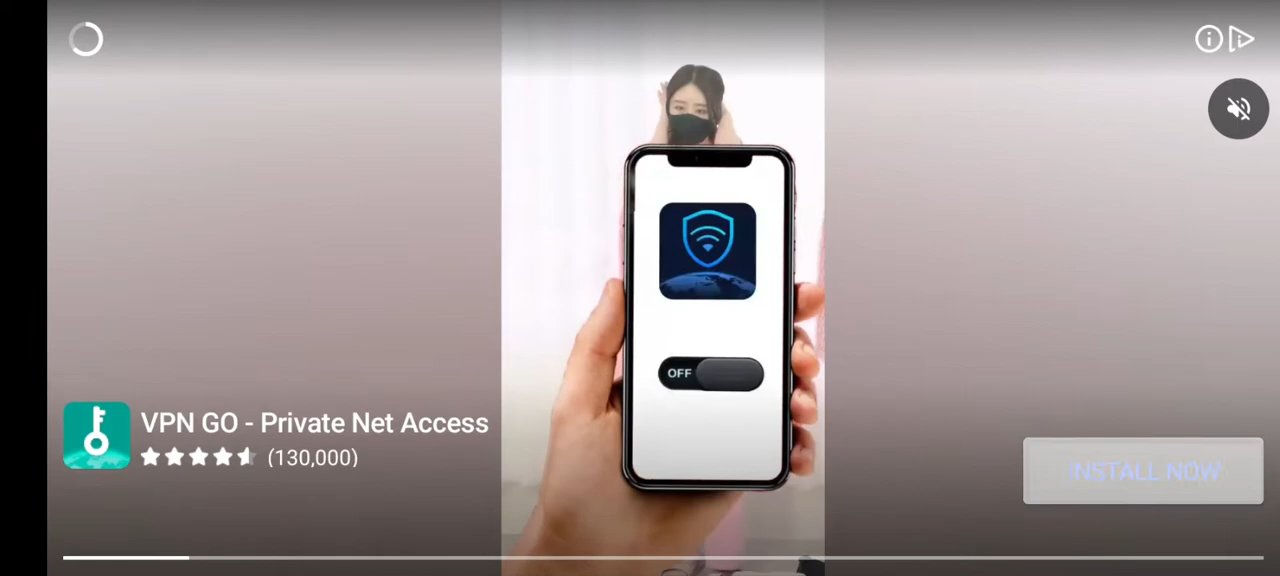 OFF
VPN GO - Private Net Access
(130,000)
INSTALL NOW